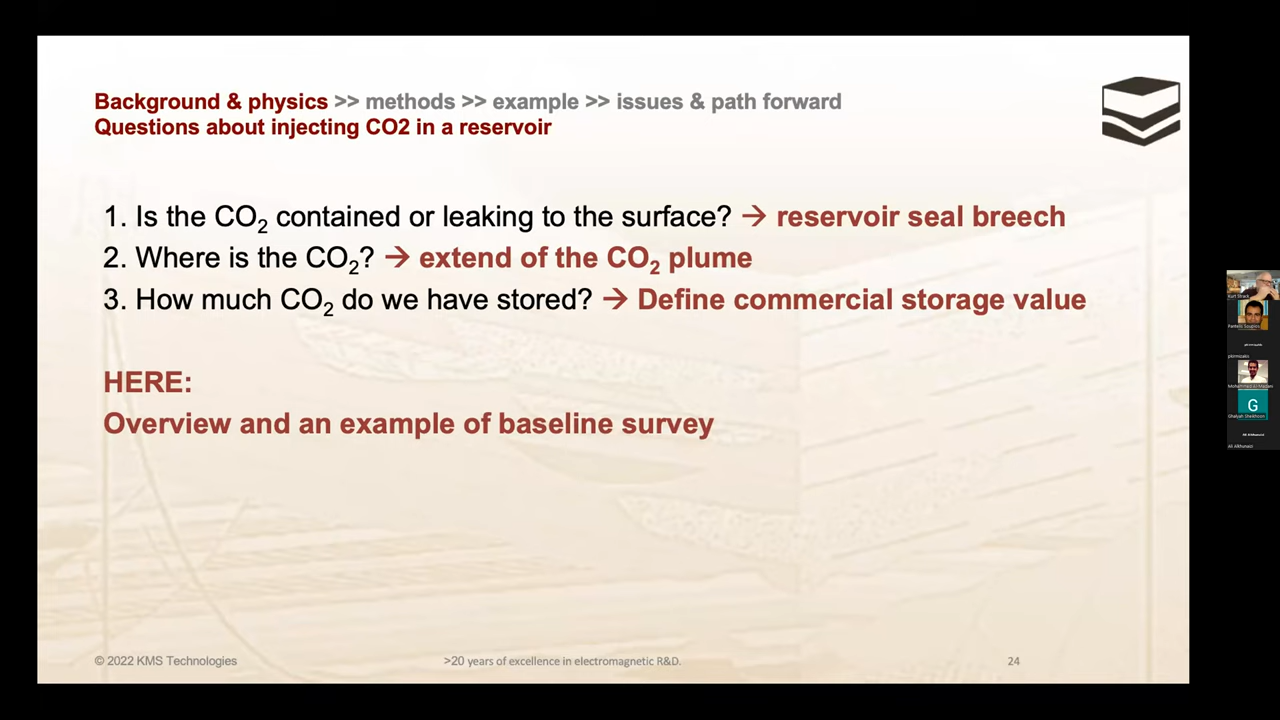 Background & physics >> methods >> example >> issues & path forward
Questions about injecting CO2 in a reservoir
1. Is the CO₂ contained or leaking to the surface? → reservoir seal breech
2. Where is the CO₂? → extend of the CO₂ plume
3. How much CO₂ do we have stored? → Define commercial storage value
HERE:
Overview and an example of baseline survey
© 2022 KMS Technologies
>20 years of excellence in electromagnetic R&D.
24
G